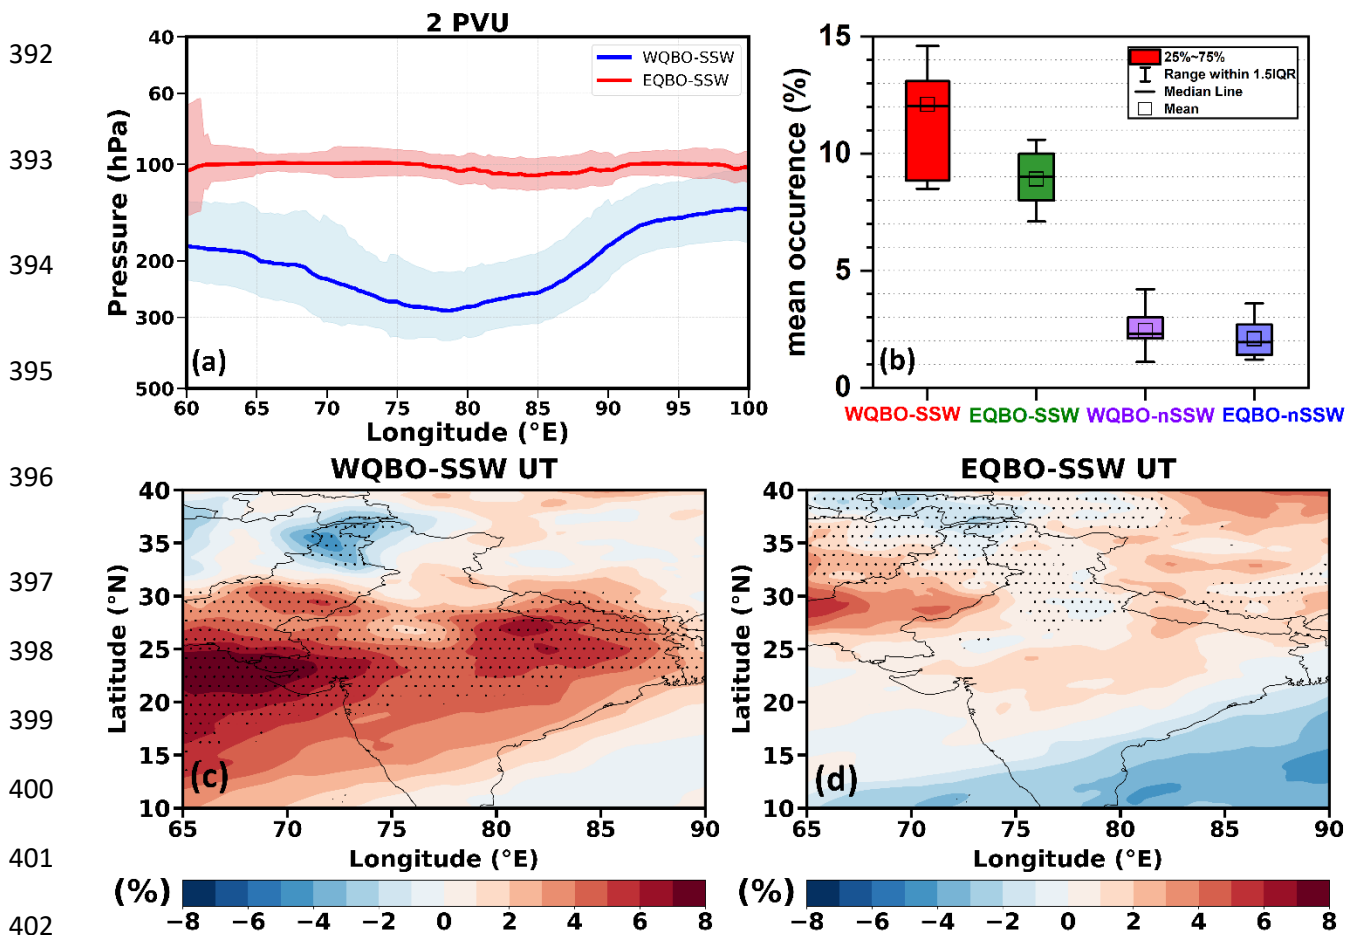 392
393
394
395
396
397
398
399
400
401
402
2 PVU
WQBO-SSW
EQBO-SSW
40
60
100
200
300
500
Pressure (hPa)
(a)
60 65 70 75 80 85 90 95 100
Longitude (°E)
15
10
5
0
mean occurence (%)
25%~75%
Range within 1.5IQR
Median Line
Mean
(b)
WQBO-SSW EQBO-SSW WQBO-nSSW EQBO-nSSW
WQBO-SSW UT
40
35
30
25
20
15
10
Latitude (°N)
(c)
65 70 75 80 85 90
Longitude (°E)
(%)
−8 −6 −4 −2 0 2 4 6 8
EQBO-SSW UT
40
35
30
25
20
15
10
Latitude (°N)
(d)
65 70 75 80 85 90
Longitude (°E)
(%)
−8 −6 −4 −2 0 2 4 6 8